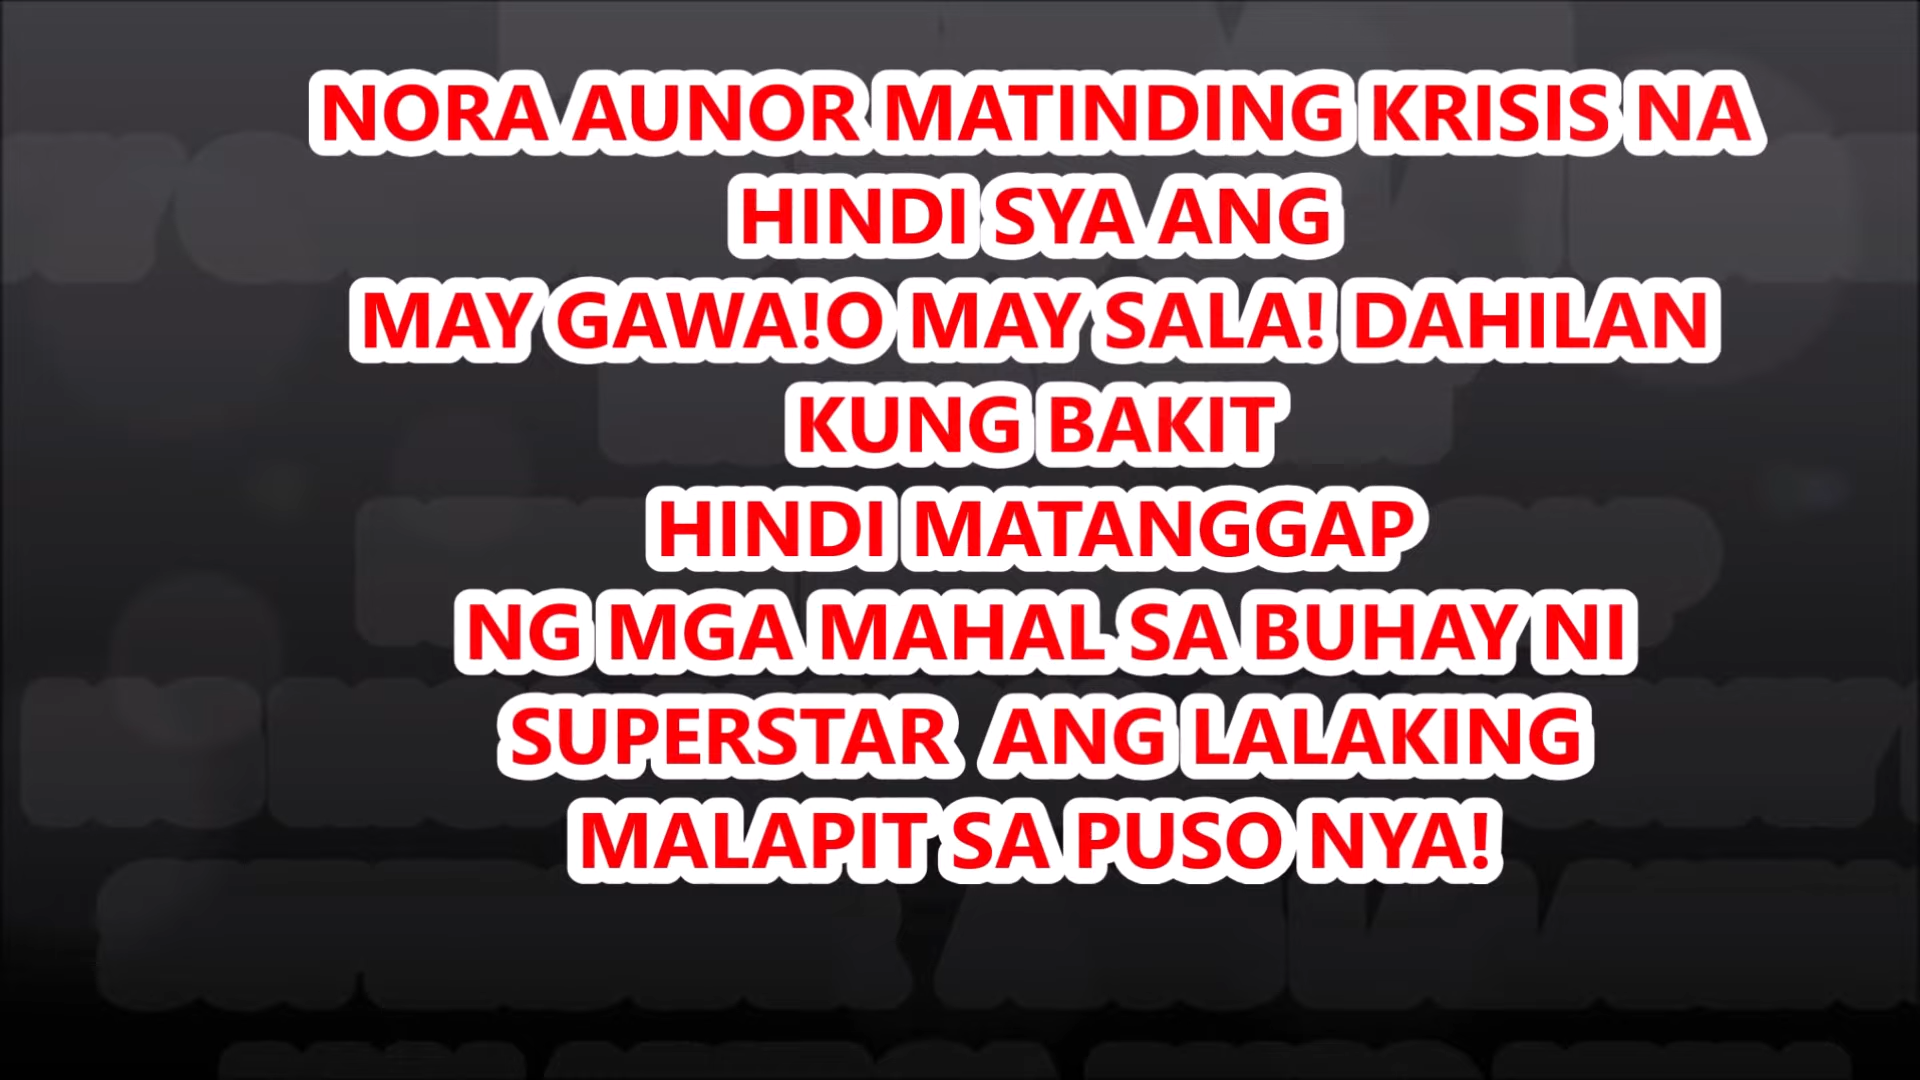 NORA AUNOR MATINDING KRISIS NA
HINDI SYA ANG
MAY GAWA!O MAY SALA! DAHILAN
KUNG BAKIT
HINDI MATANGGAP
NG MGA MAHAL SA BUHAY NI
SUPERSTAR  ANG LALAKING
MALAPIT SA PUSO NYA!